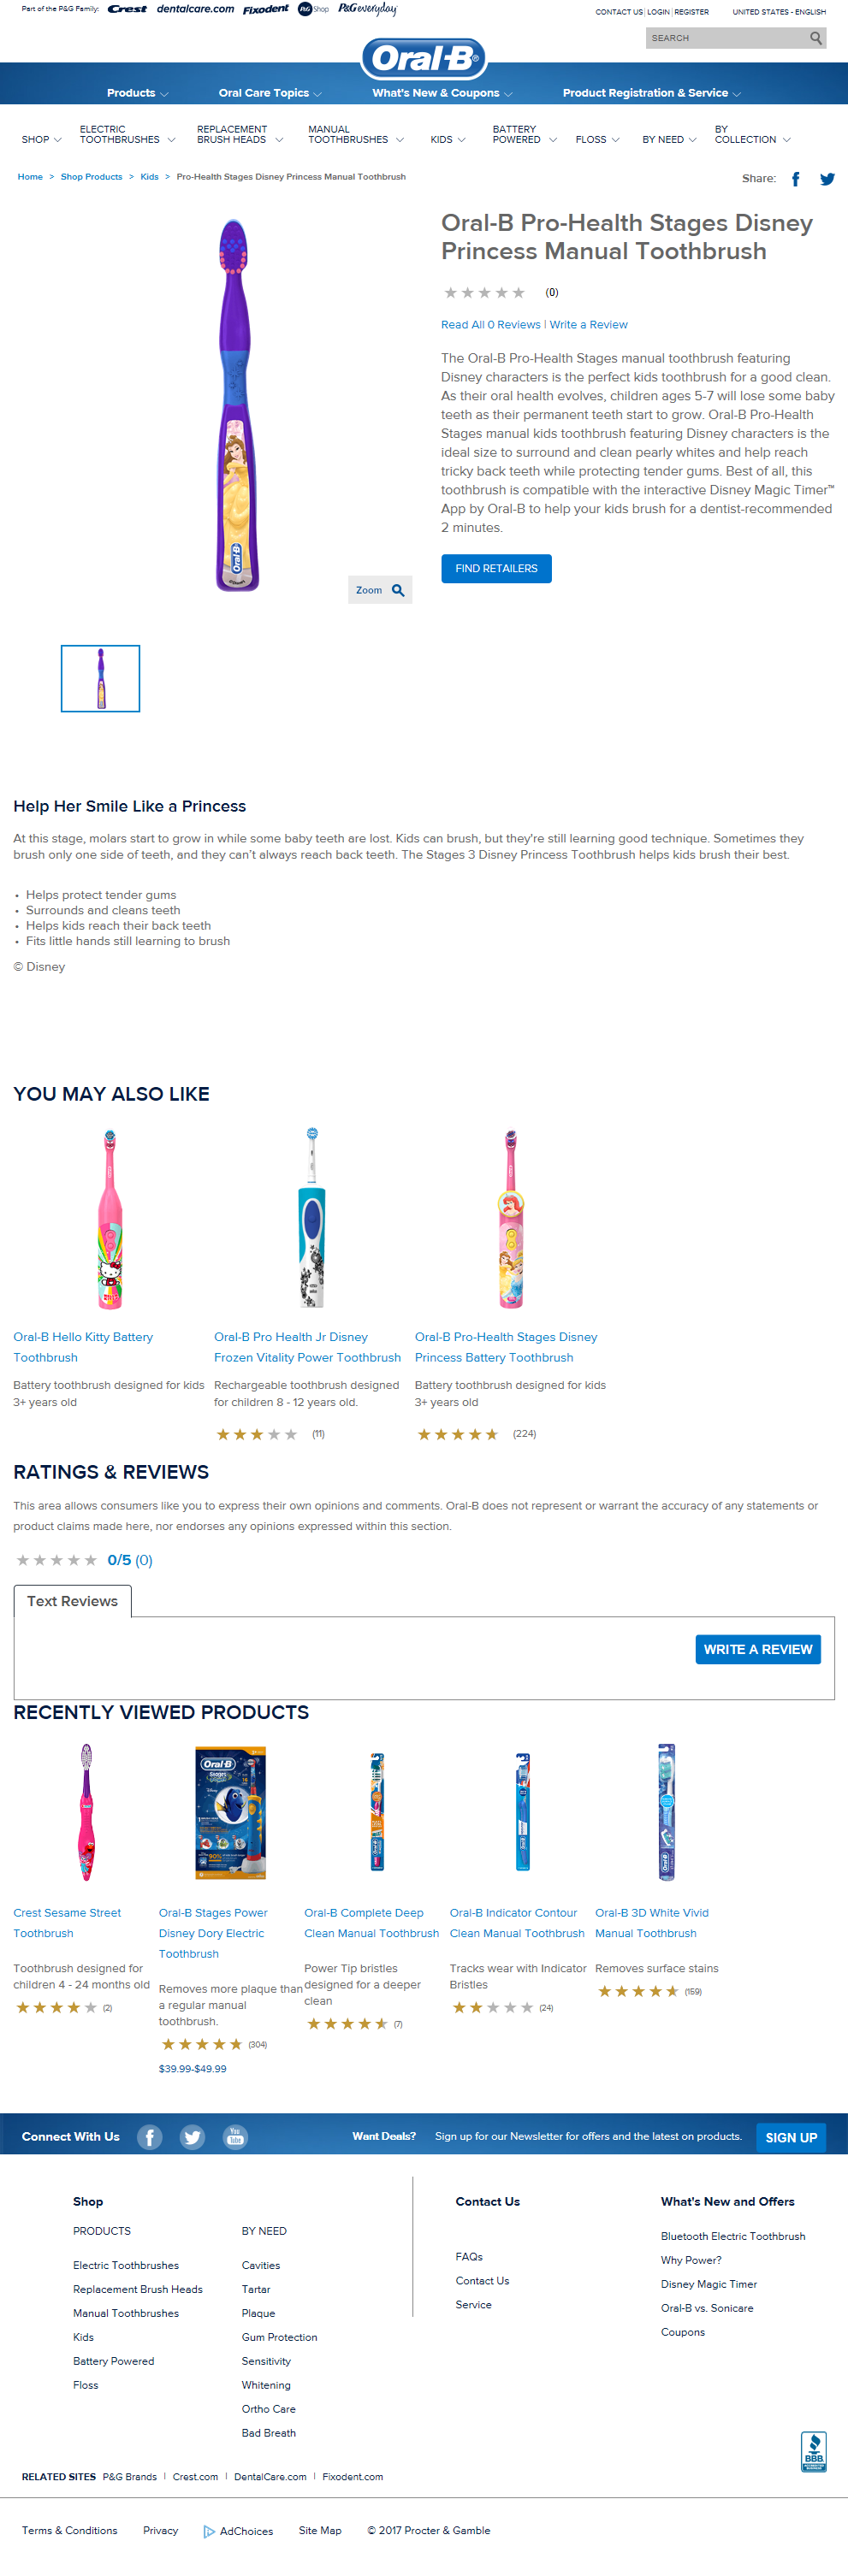 Part of the P&G Family: Crest dentalcare.com Fixodent P&G Shop P&G everyday
CONTACT US | LOGIN | REGISTER UNITED STATES - ENGLISH
SEARCH
Oral-B
Products Oral Care Topics What's New & Coupons Product Registration & Service
SHOP ELECTRIC TOOTHBRUSHES REPLACEMENT BRUSH HEADS MANUAL TOOTHBRUSHES KIDS BATTERY POWERED FLOSS BY NEED BY COLLECTION
Home > Shop Products > Kids > Pro-Health Stages Disney Princess Manual Toothbrush
Share:
Oral-B Pro-Health Stages Disney
Princess Manual Toothbrush
(0)
Read All 0 Reviews | Write a Review
The Oral-B Pro-Health Stages manual toothbrush featuring
Disney characters is the perfect kids toothbrush for a good clean.
As their oral health evolves, children ages 5-7 will lose some baby
teeth as their permanent teeth start to grow. Oral-B Pro-Health
Stages manual kids toothbrush featuring Disney characters is the
ideal size to surround and clean pearly whites and help reach
tricky back teeth while protecting tender gums. Best of all, this
toothbrush is compatible with the interactive Disney Magic Timer™
App by Oral-B to help your kids brush for a dentist-recommended
2 minutes.
FIND RETAILERS
Oral-B
Zoom
Help Her Smile Like a Princess
At this stage, molars start to grow in while some baby teeth are lost. Kids can brush, but they're still learning good technique. Sometimes they
brush only one side of teeth, and they can't always reach back teeth. The Stages 3 Disney Princess Toothbrush helps kids brush their best.
• Helps protect tender gums
• Surrounds and cleans teeth
• Helps kids reach their back teeth
• Fits little hands still learning to brush
© Disney
YOU MAY ALSO LIKE
Oral-B Hello Kitty Battery
Toothbrush
Battery toothbrush designed for kids
3+ years old
Oral-B Pro Health Jr Disney
Frozen Vitality Power Toothbrush
Rechargeable toothbrush designed
for children 8 - 12 years old.
(11)
Oral-B Pro-Health Stages Disney
Princess Battery Toothbrush
Battery toothbrush designed for kids
3+ years old
(224)
RATINGS & REVIEWS
This area allows consumers like you to express their own opinions and comments. Oral-B does not represent or warrant the accuracy of any statements or
product claims made here, nor endorses any opinions expressed within this section.
0/5 (0)
Text Reviews
WRITE A REVIEW
RECENTLY VIEWED PRODUCTS
Oral-B
Stages
90%
Crest Sesame Street
Toothbrush
Toothbrush designed for
children 4 - 24 months old
(2)
Oral-B Stages Power
Disney Dory Electric
Toothbrush
Removes more plaque than
a regular manual
toothbrush.
(304)
$39.99-$49.99
Oral-B Complete Deep
Clean Manual Toothbrush
Power Tip bristles
designed for a deeper
clean
(7)
Oral-B Indicator Contour
Clean Manual Toothbrush
Tracks wear with Indicator
Bristles
(24)
Oral-B 3D White Vivid
Manual Toothbrush
Removes surface stains
(159)
Connect With Us You Tube Want Deals? Sign up for our Newsletter for offers and the latest on products. SIGN UP
Shop
PRODUCTS
Electric Toothbrushes
Replacement Brush Heads
Manual Toothbrushes
Kids
Battery Powered
Floss
BY NEED
Cavities
Tartar
Plaque
Gum Protection
Sensitivity
Whitening
Ortho Care
Bad Breath
Contact Us
FAQs
Contact Us
Service
What's New and Offers
Bluetooth Electric Toothbrush
Why Power?
Disney Magic Timer
Oral-B vs. Sonicare
Coupons
BBB
RELATED SITES P&G Brands | Crest.com | DentalCare.com | Fixodent.com
Terms & Conditions Privacy AdChoices Site Map © 2017 Procter & Gamble